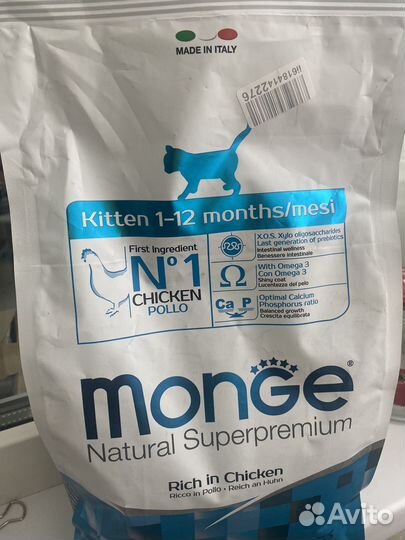 MADE IN ITALY
ii6184142276
Kitten 1-12 months/mesi
First Ingredient
N°1
CHICKEN
POLLO
X.O.S. Xylo oligosaccharides
Last generation of prebiotics
Intestinal wellness
Benessere intestinale
Ω
With Omega 3
Con Omega 3
Shiny coat
Lucentezza del pelo
Ca P
Optimal Calcium
Phosphorus ratio
Balanced growth
Crescita equilibrata
monge®
Natural Superpremium
Rich in Chicken
Ricco in Pollo - Reich an Huhn
Avito